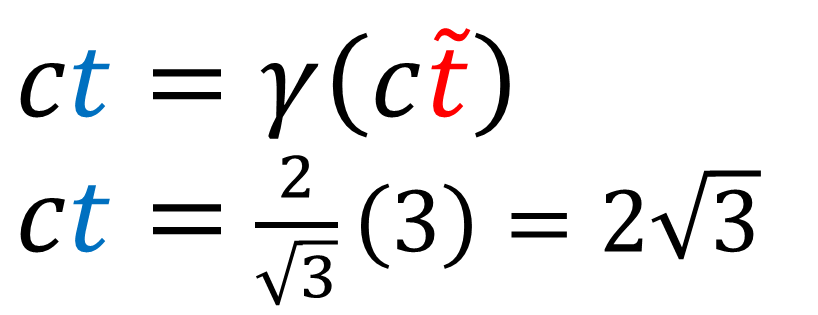 ct = γ(ct̃)
ct = 2/√3 (3) = 2√3